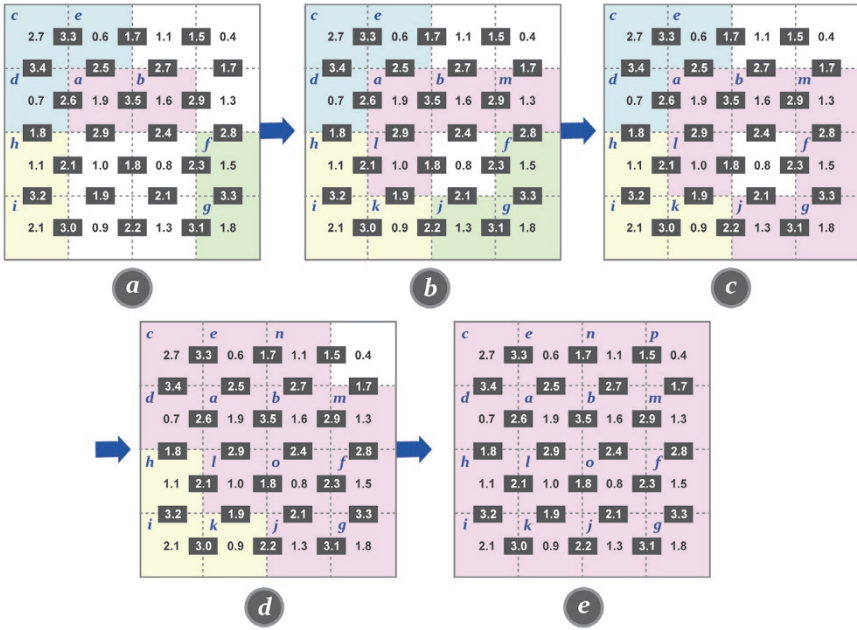 c e
2.7 3.3 0.6 1.7 1.1 1.5 0.4
3.4 2.5 2.7 1.7
d a b
0.7 2.6 1.9 3.5 1.6 2.9 1.3
1.8 2.9 2.4 2.8
h f
1.1 2.1 1.0 1.8 0.8 2.3 1.5
3.2 1.9 2.1 3.3
i g
2.1 3.0 0.9 2.2 1.3 3.1 1.8
a
c e
2.7 3.3 0.6 1.7 1.1 1.5 0.4
3.4 2.5 2.7 1.7
d a b m
0.7 2.6 1.9 3.5 1.6 2.9 1.3
1.8 2.9 2.4 2.8
h l f
1.1 2.1 1.0 1.8 0.8 2.3 1.5
3.2 1.9 2.1 3.3
i k j g
2.1 3.0 0.9 2.2 1.3 3.1 1.8
b
c e
2.7 3.3 0.6 1.7 1.1 1.5 0.4
3.4 2.5 2.7 1.7
d a b m
0.7 2.6 1.9 3.5 1.6 2.9 1.3
1.8 2.9 2.4 2.8
h l f
1.1 2.1 1.0 1.8 0.8 2.3 1.5
3.2 1.9 2.1 3.3
i k j g
2.1 3.0 0.9 2.2 1.3 3.1 1.8
c
c e n
2.7 3.3 0.6 1.7 1.1 1.5 0.4
3.4 2.5 2.7 1.7
d a b m
0.7 2.6 1.9 3.5 1.6 2.9 1.3
1.8 2.9 2.4 2.8
h l o f
1.1 2.1 1.0 1.8 0.8 2.3 1.5
3.2 1.9 2.1 3.3
i k j g
2.1 3.0 0.9 2.2 1.3 3.1 1.8
d
c e n p
2.7 3.3 0.6 1.7 1.1 1.5 0.4
3.4 2.5 2.7 1.7
d a b m
0.7 2.6 1.9 3.5 1.6 2.9 1.3
1.8 2.9 2.4 2.8
h l o f
1.1 2.1 1.0 1.8 0.8 2.3 1.5
3.2 1.9 2.1 3.3
i k j g
2.1 3.0 0.9 2.2 1.3 3.1 1.8
e